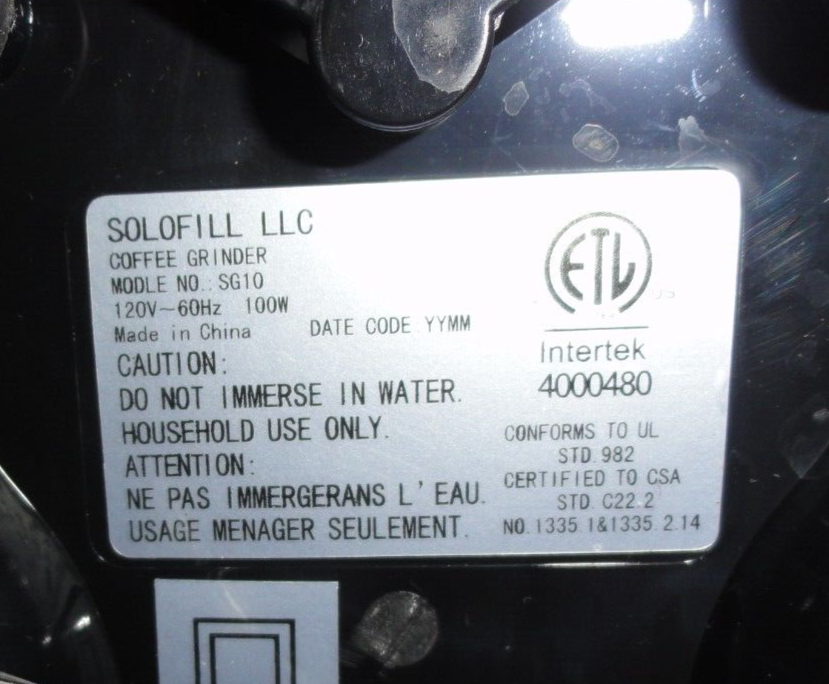 SOLOFILL LLC
COFFEE GRINDER
MODLE NO.: SG10
120V~60Hz 100W
Made in China
DATE CODE YYMM
CAUTION:
DO NOT IMMERSE IN WATER.
HOUSEHOLD USE ONLY.
ATTENTION:
NE PAS IMMERGERANS L'EAU.
USAGE MENAGER SEULEMENT.
ETL
US
Intertek
4000480
CONFORMS TO UL
STD.982
CERTIFIED TO CSA
STD. C22.2
NO.1335.1&1335.2.14